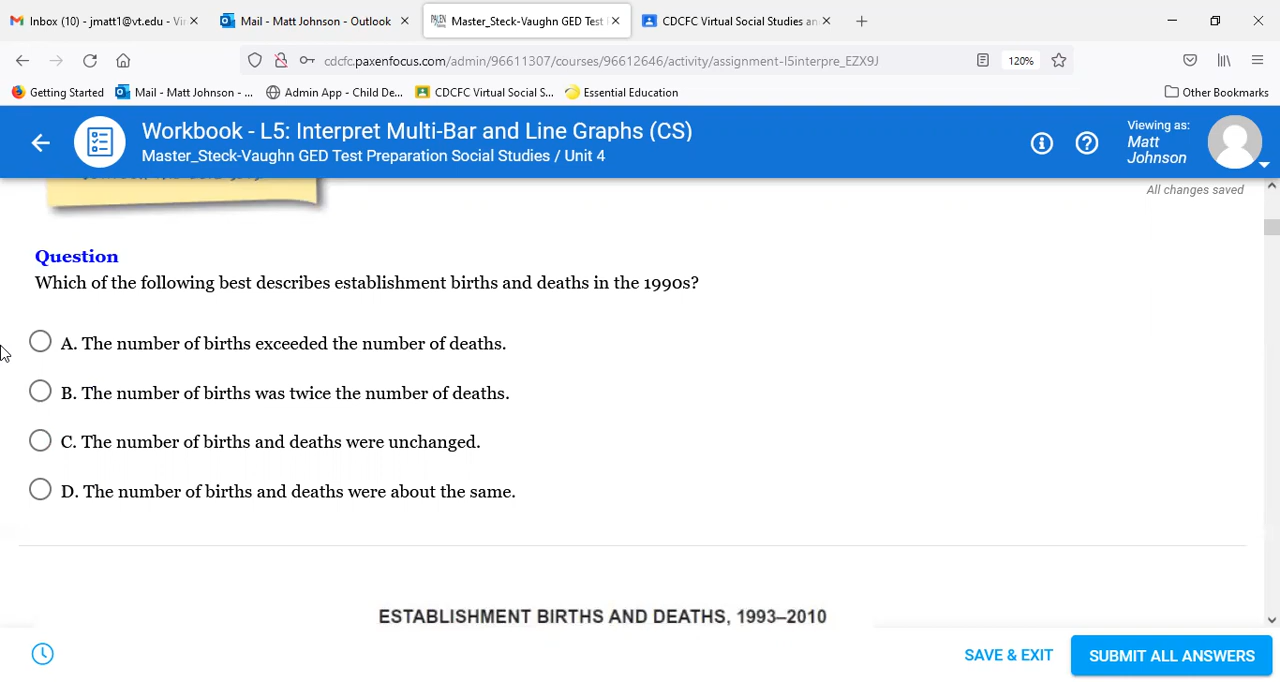 Inbox (10) - jmatt1@vt.edu - Vi
Mail - Matt Johnson - Outlook
PAXEN
Master_Steck-Vaughn GED Test
CDCFC Virtual Social Studies an
cdcfc.paxenfocus.com/admin/96611307/courses/96612646/activity/assignment-l5interpre_EZX9J
120%
Getting Started
Mail - Matt Johnson - ...
Admin App - Child De...
CDCFC Virtual Social S...
Essential Education
Other Bookmarks
Workbook - L5: Interpret Multi-Bar and Line Graphs (CS)
Master_Steck-Vaughn GED Test Preparation Social Studies / Unit 4
Viewing as:
Matt
Johnson
All changes saved
Question
Which of the following best describes establishment births and deaths in the 1990s?
A. The number of births exceeded the number of deaths.
B. The number of births was twice the number of deaths.
C. The number of births and deaths were unchanged.
D. The number of births and deaths were about the same.
ESTABLISHMENT BIRTHS AND DEATHS, 1993–2010
SAVE & EXIT
SUBMIT ALL ANSWERS